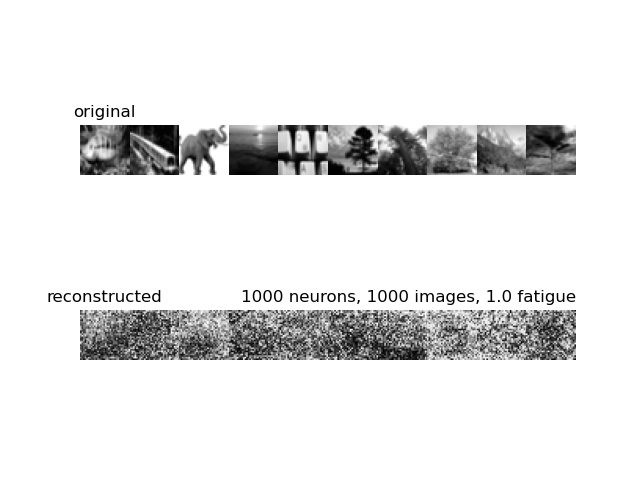 original
reconstructed
1000 neurons, 1000 images, 1.0 fatigue